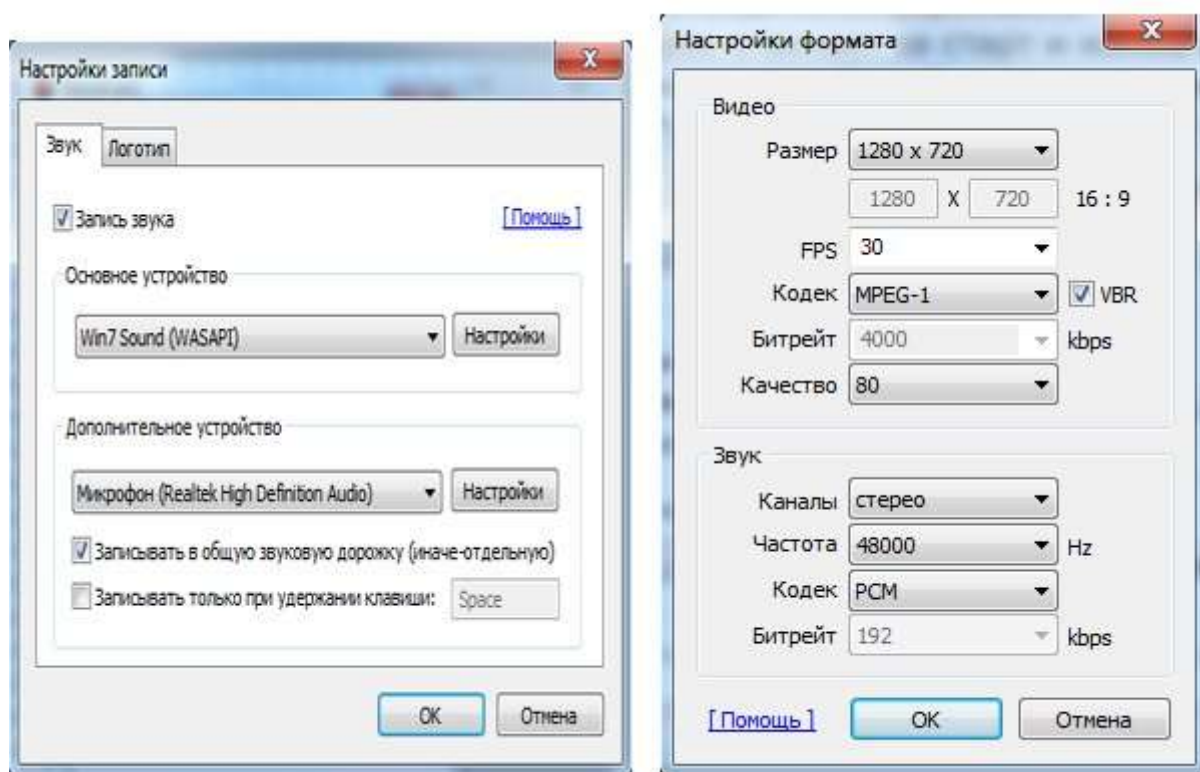 Настройки записи
Звук
Логотип
Запись звука
[ Помощь ]
Основное устройство
Win7 Sound (WASAPI)
Настройки
Дополнительное устройство
Микрофон (Realtek High Definition Audio)
Настройки
Записывать в общую звуковую дорожку (иначе-отдельную)
Записывать только при удержании клавиши:
Space
OK
Отмена
Настройки формата
Видео
Размер 1280 x 720
1280 X 720 16 : 9
FPS 30
Кодек MPEG-1 VBR
Битрейт 4000 kbps
Качество 80
Звук
Каналы стерео
Частота 48000 Hz
Кодек PCM
Битрейт 192 kbps
[ Помощь ]
OK
Отмена